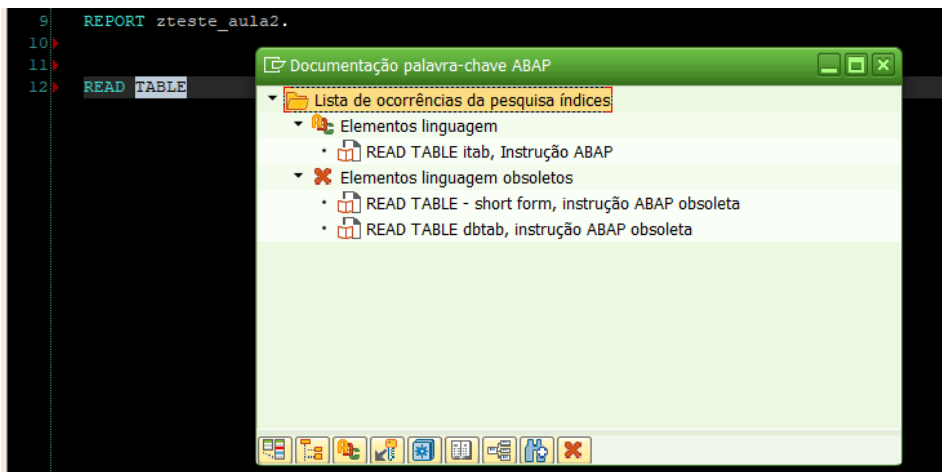 9 REPORT zteste_aula2.
10
11
12 READ TABLE
Documentação palavra-chave ABAP
Lista de ocorrências da pesquisa índices
Elementos linguagem
READ TABLE itab, Instrução ABAP
Elementos linguagem obsoletos
READ TABLE - short form, instrução ABAP obsoleta
READ TABLE dbtab, instrução ABAP obsoleta